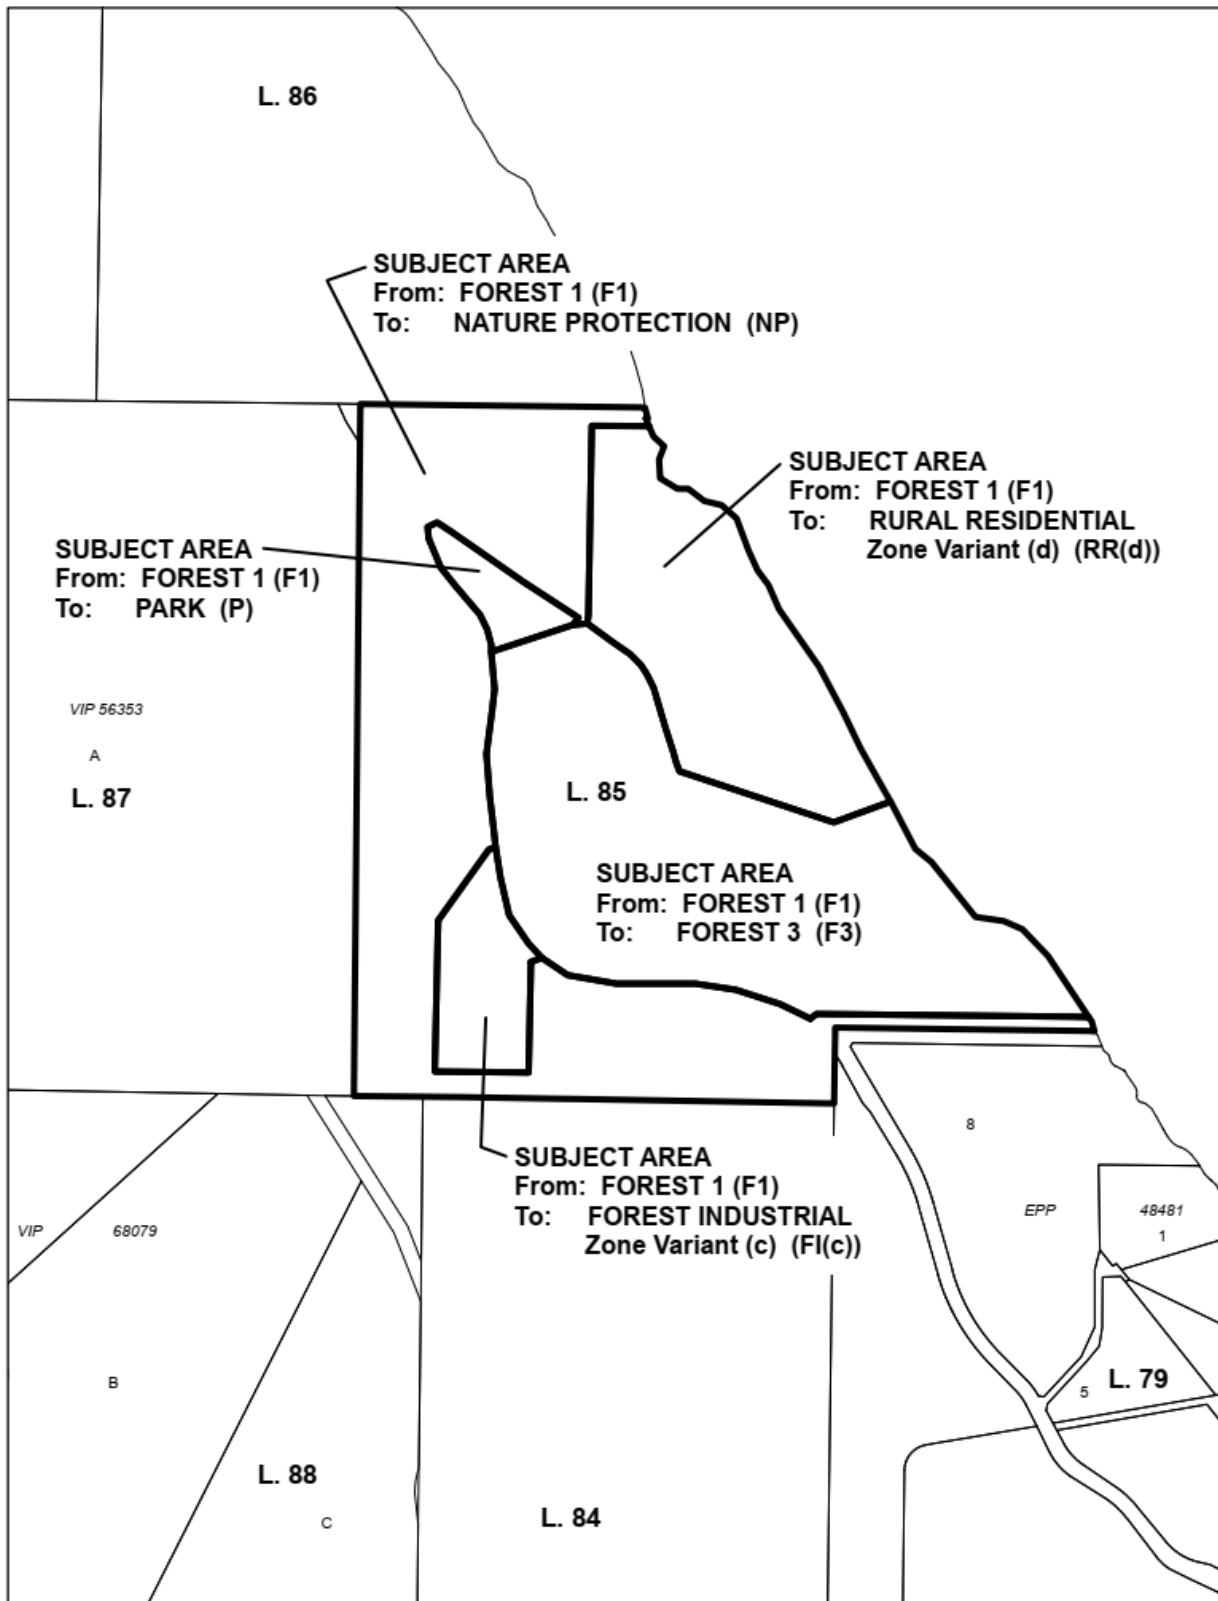 L. 86
SUBJECT AREA
From: FOREST 1 (F1)
To: NATURE PROTECTION (NP)
SUBJECT AREA
From: FOREST 1 (F1)
To: RURAL RESIDENTIAL
Zone Variant (d) (RR(d))
SUBJECT AREA
From: FOREST 1 (F1)
To: PARK (P)
VIP 56353
A
L. 87
L. 85
SUBJECT AREA
From: FOREST 1 (F1)
To: FOREST 3 (F3)
8
SUBJECT AREA
From: FOREST 1 (F1)
To: FOREST INDUSTRIAL
Zone Variant (c) (FI(c))
VIP 68079
EPP 48481
1
B
5
L. 79
L. 88
C
L. 84